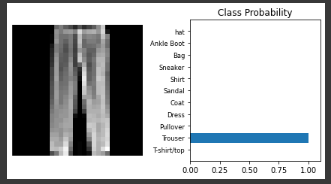 Class Probability
hat
Ankle Boot
Bag
Sneaker
Shirt
Sandal
Coat
Dress
Pullover
Trouser
T-shirt/top
0.00 0.25 0.50 0.75 1.00